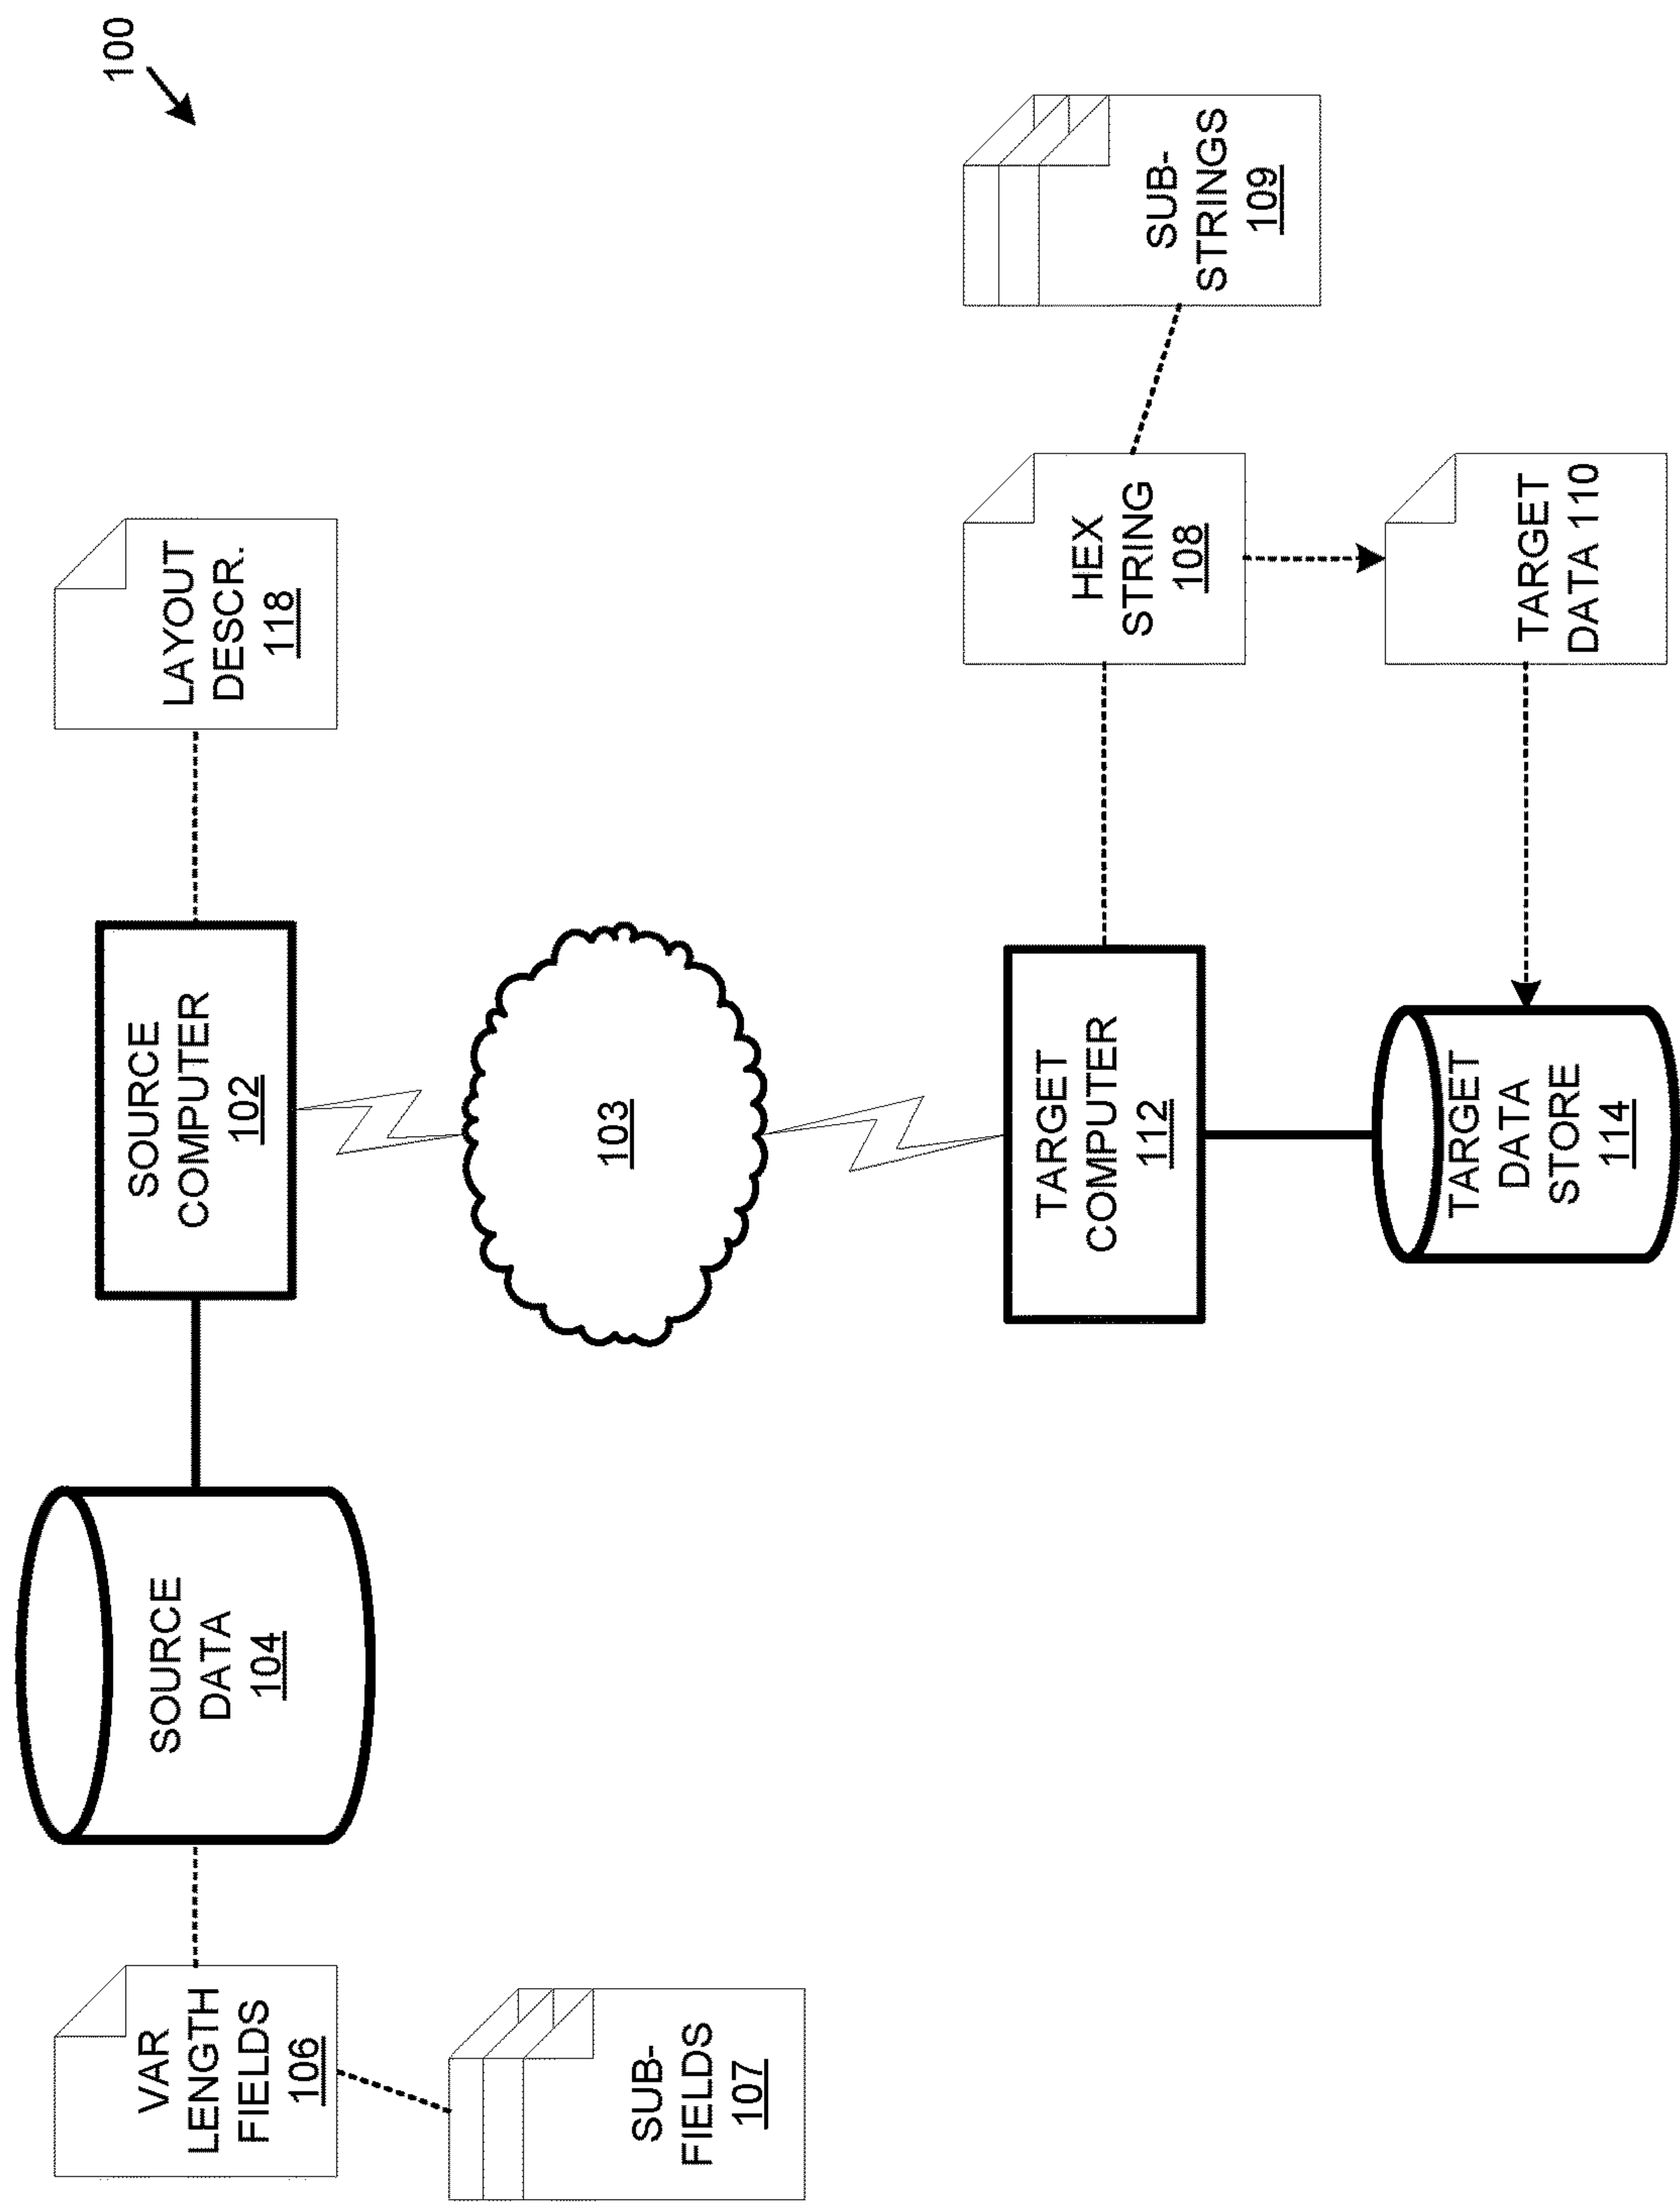 100
VAR
LENGTH
FIELDS
106
SOURCE
DATA
104
SOURCE
COMPUTER
102
LAYOUT
DESCR.
118
SUB-
FIELDS
107
103
TARGET
COMPUTER
112
HEX
STRING
108
SUB-
STRINGS
109
TARGET
DATA
STORE
114
TARGET
DATA 110